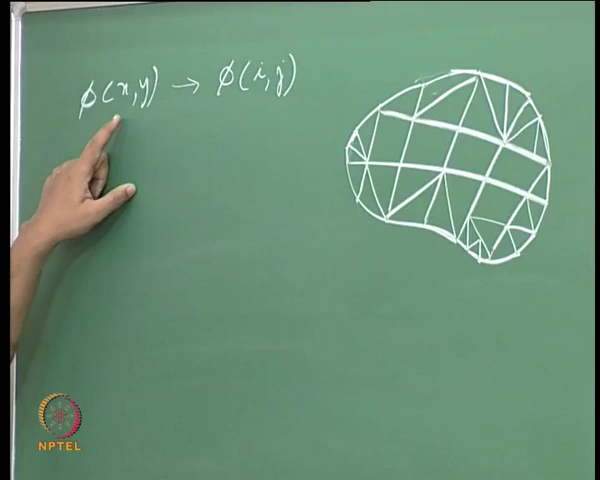 φ(x,y) → φ(i,j)
NPTEL